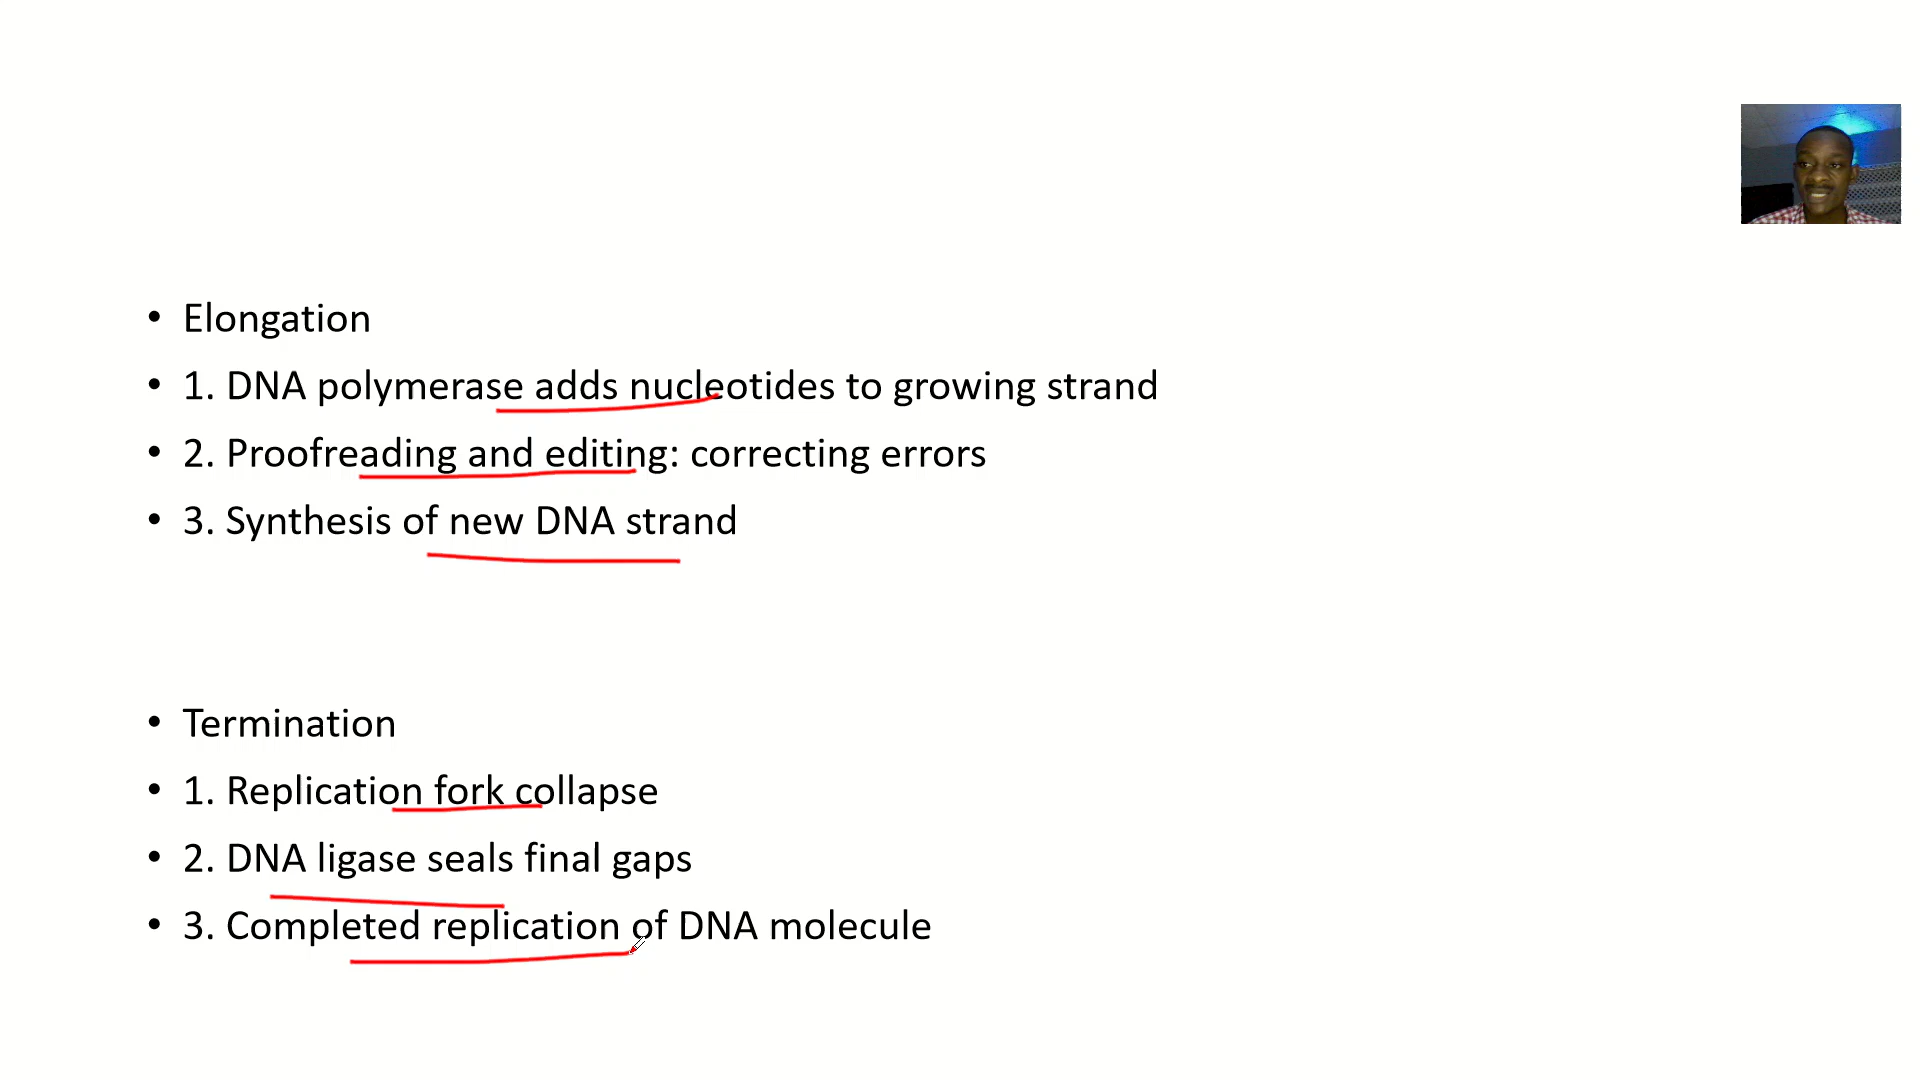 • Elongation
• 1. DNA polymerase adds nucleotides to growing strand
• 2. Proofreading and editing: correcting errors
• 3. Synthesis of new DNA strand
• Termination
• 1. Replication fork collapse
• 2. DNA ligase seals final gaps
• 3. Completed replication of DNA molecule